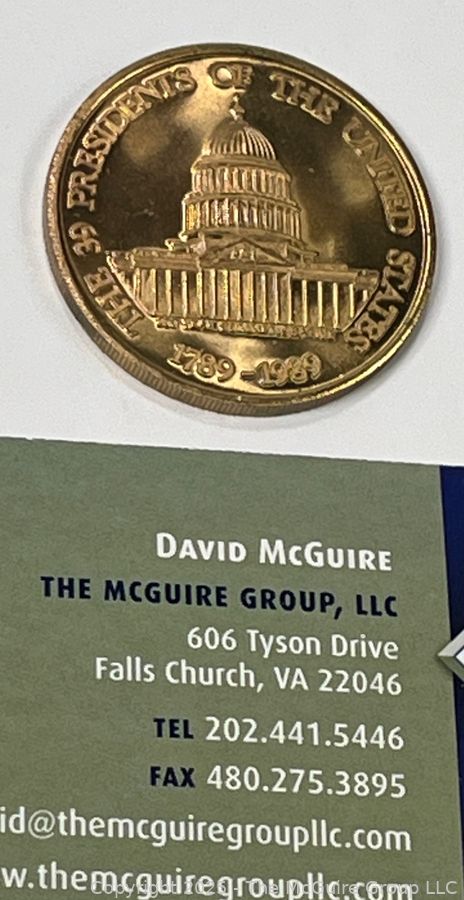 THE 39 PRESIDENTS OF THE UNITED STATES
1789-1989
DAVID MCGUIRE
THE MCGUIRE GROUP, LLC
606 Tyson Drive
Falls Church, VA 22046
TEL 202.441.5446
FAX 480.275.3895
id@themcguiregroupllc.com
w.themcguiregroupllc.com
Copyright 2025 - The McGuire Group LLC